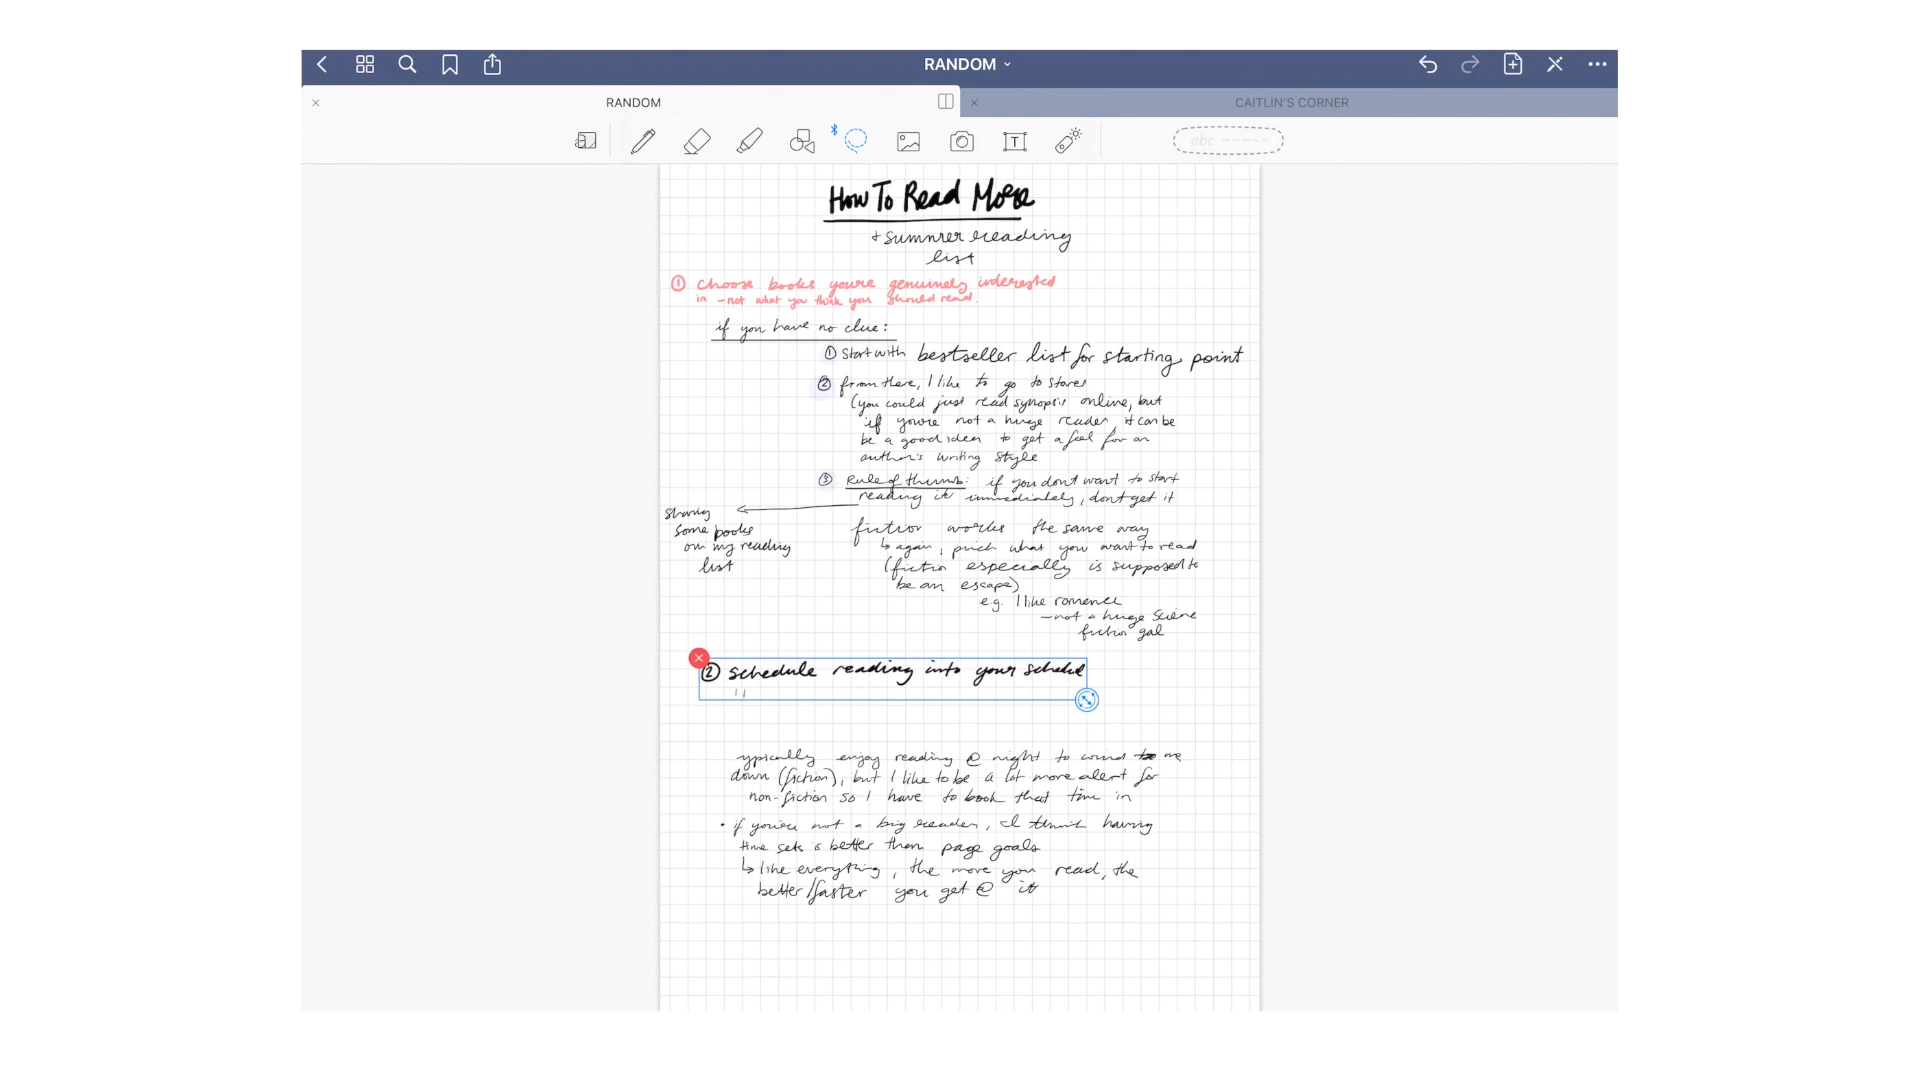 RANDOM
RANDOM
CAITLIN'S CORNER
T
abc
How To Read More
+ Summer reading
list
① Choose books you're genuinely interested
in - not what you think you should read.
if you have no clue:
① Start with bestseller list for starting point
② from there, I like to go to stores
(you could just read synopsis online, but
if you're not a huge reader, it can be
be a good idea to get a feel for an
author's writing style
③ Rule of thumb: if you dont want to start
reading it immediately, dont get it
sharing
some books
on my reading
list
fiction works the same way
↳ again, pick what you want to read
(fiction especially is supposed to
be an escape)
e.g. I like romance
- not a huge science
fiction gal
② schedule reading into your
ypically enjoy reading @ night to wind me
down (fiction), but I like to be a lot more alert for
non-fiction so I have to book that time in
• if you're not a big reader, I think having
time sets is better than page goals
↳ like everything, the more you read, the
better/faster you get @ it